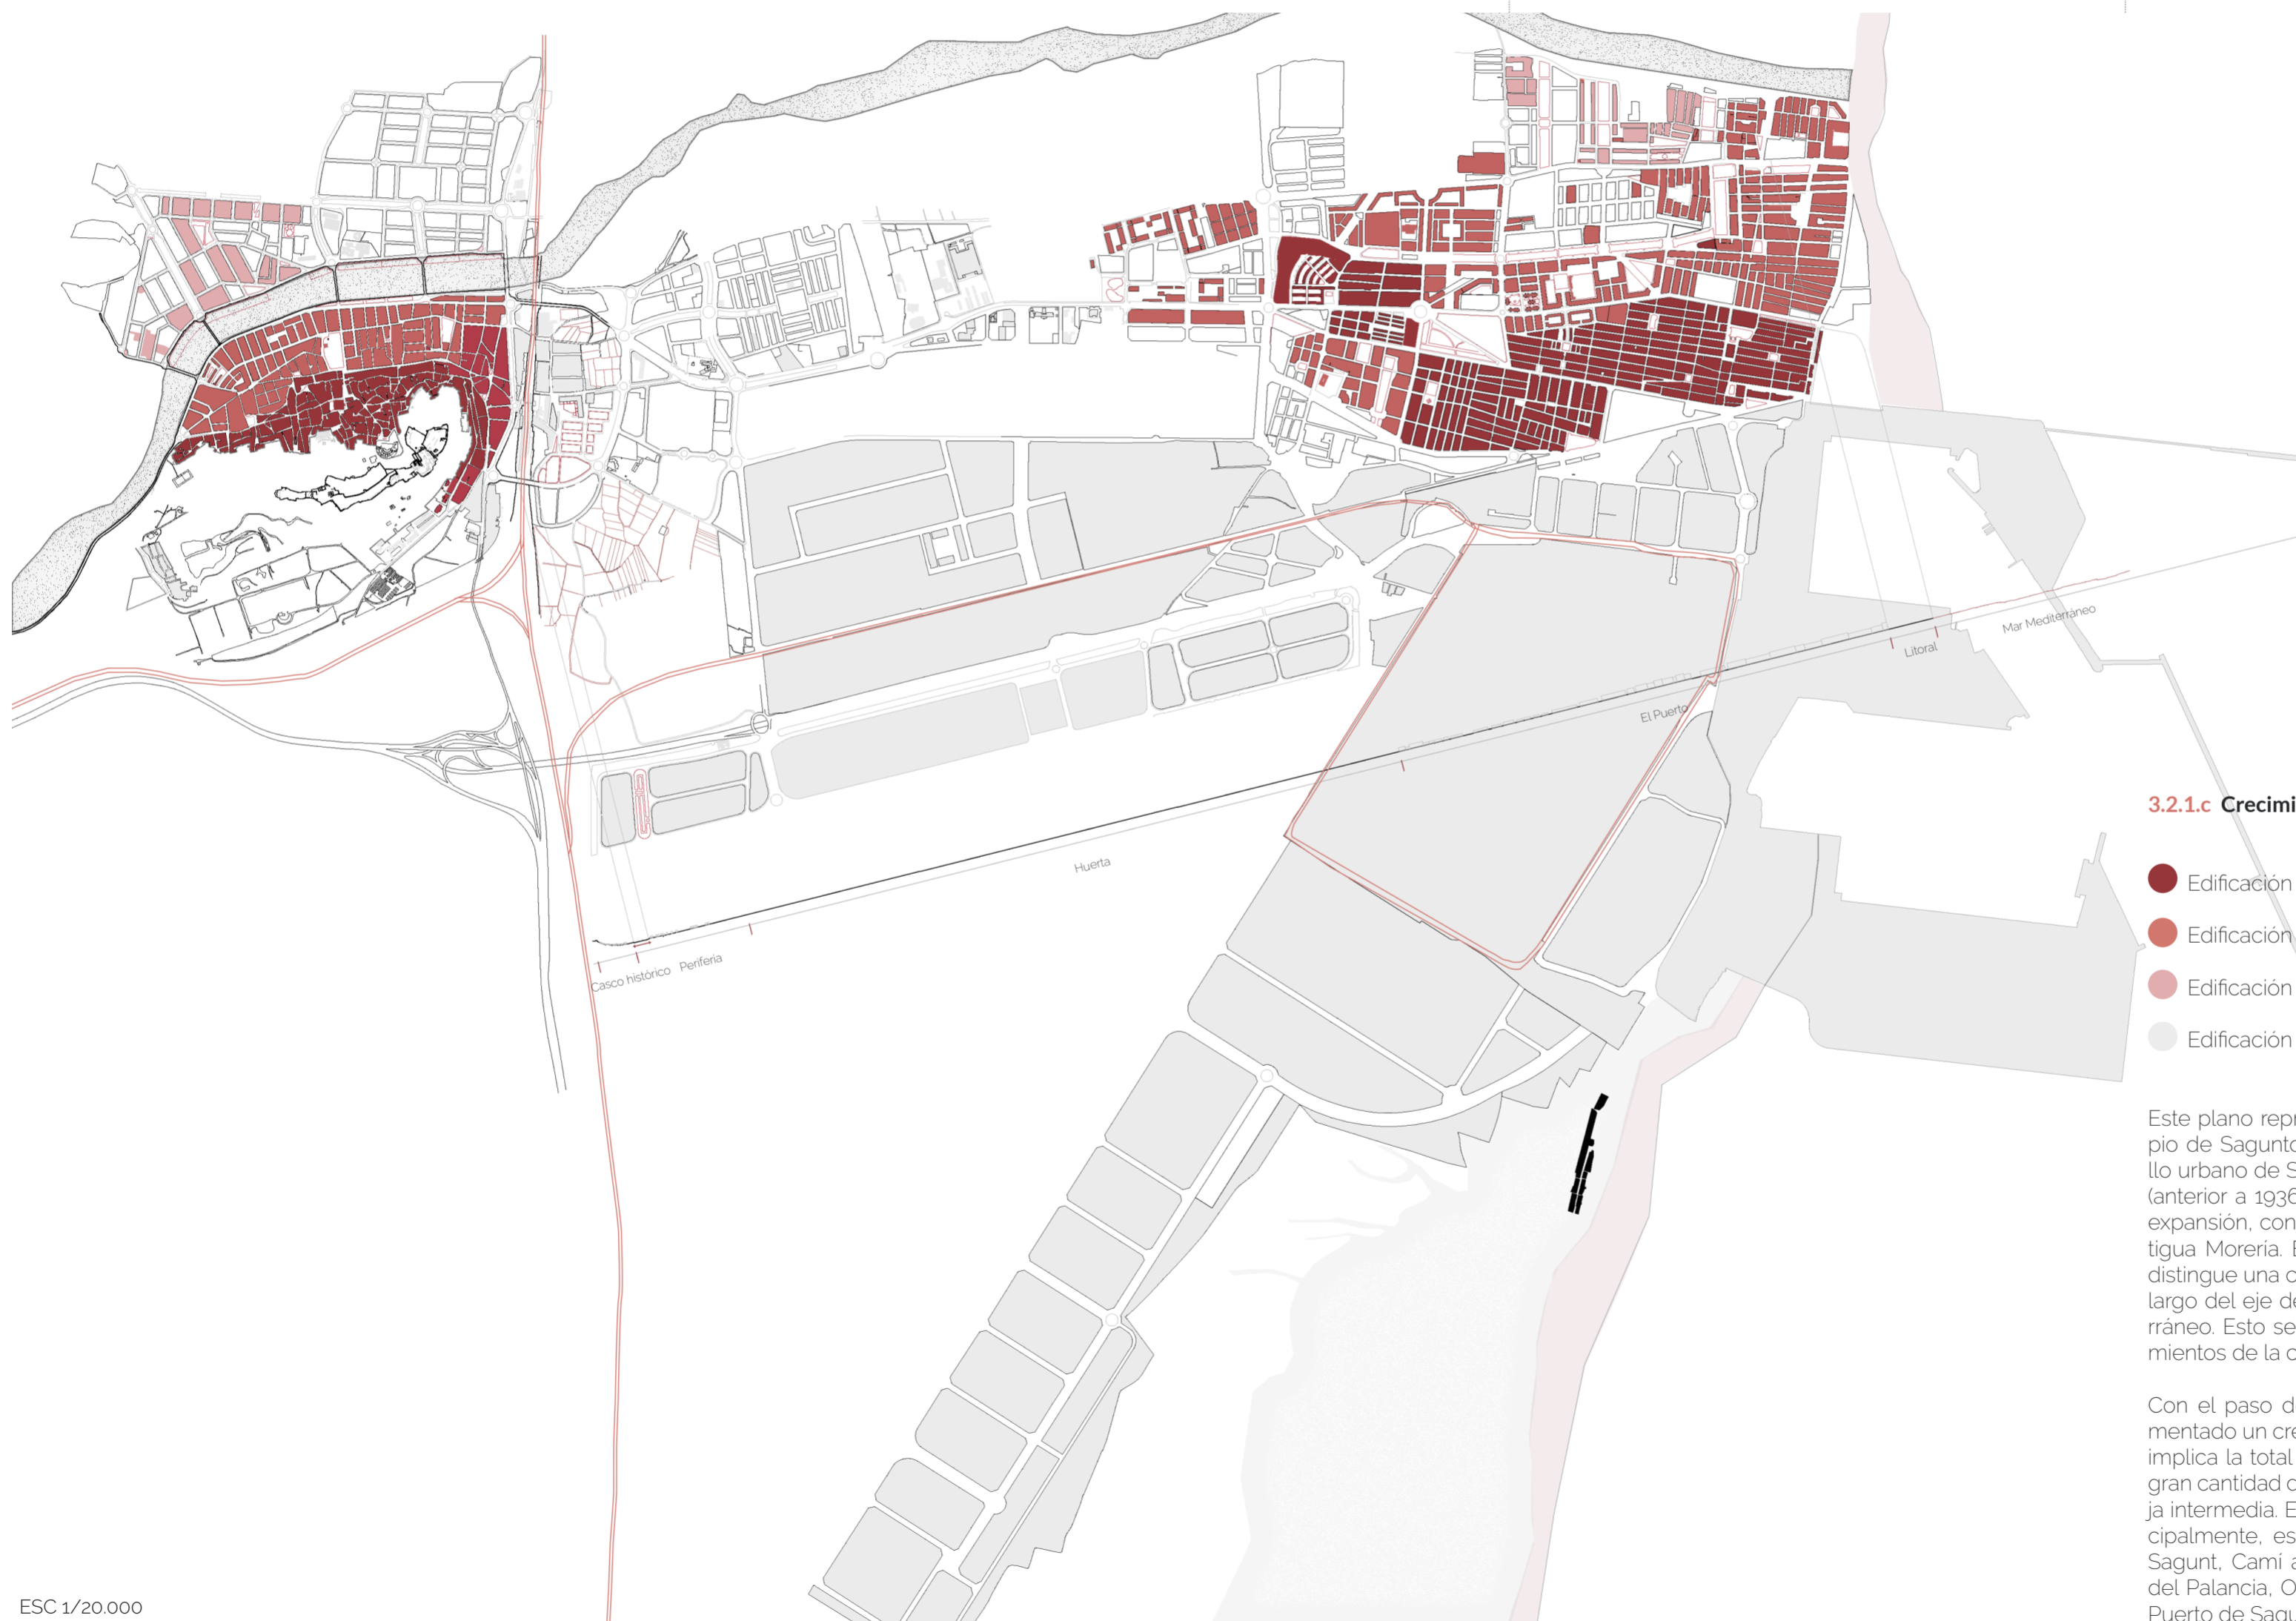 Mar Mediterráneo
Litoral
El Puerto
Huerta
Casco histórico Periferia
3.2.1.c Crecimi
Edificación
Edificación
Edificación
Edificación
Este plano repr
pio de Sagunto
llo urbano de S
(anterior a 1936
expansión, con
tigua Morería. E
distingue una c
largo del eje de
rráneo. Esto se
mientos de la c
Con el paso d
mentado un cre
implica la total
gran cantidad d
ja intermedia. E
cipalmente, es
Sagunt, Camí a
del Palancia, O
Puerto de Sagu
ESC 1/20.000